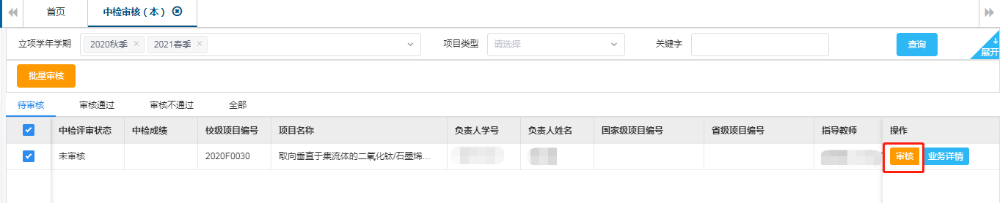 首页 中检审核（本）
立项学年学期 2020秋季 2021春季 项目类型 请选择 关键字 查询 展开
批量审核
待审核 审核通过 审核不通过 全部
中检评审状态 中检成绩 校级项目编号 项目名称 负责人学号 负责人姓名 国家级项目编号 省级项目编号 指导教师 操作
未审核 2020F0030 取向垂直于集流体的二氧化钛/石墨烯... 审核 业务详情